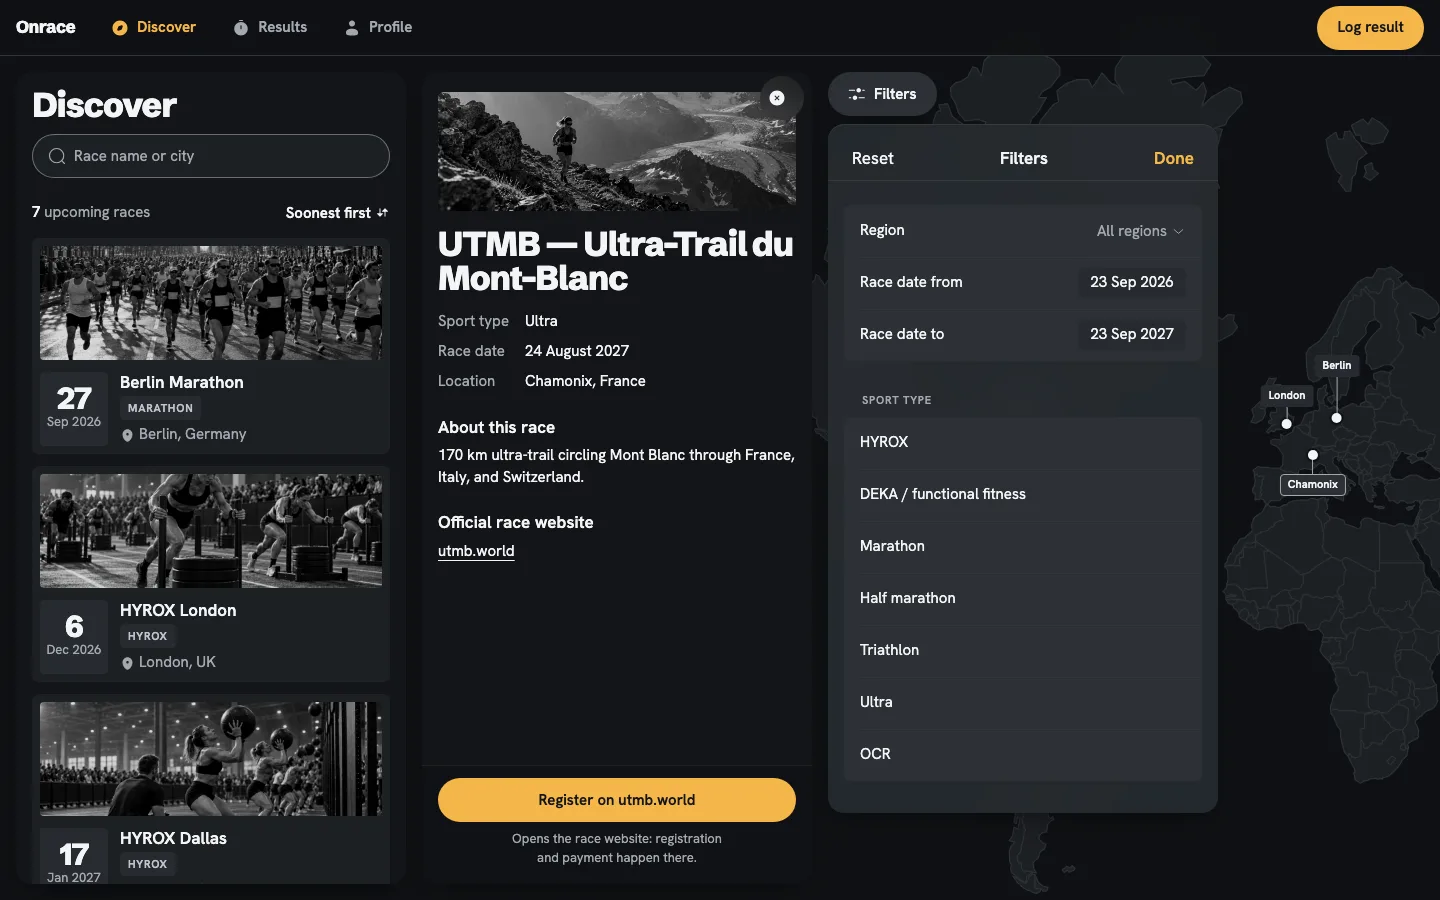 Onrace
Discover
Results
Profile
Log result
Discover
Race name or city
7 upcoming races
Soonest first
27
Sep 2026
Berlin Marathon
MARATHON
Berlin, Germany
6
Dec 2026
HYROX London
HYROX
London, UK
17
Jan 2027
HYROX Dallas
HYROX
UTMB — Ultra-Trail du
Mont-Blanc
Sport type Ultra
Race date 24 August 2027
Location Chamonix, France
About this race
170 km ultra-trail circling Mont Blanc through France,
Italy, and Switzerland.
Official race website
utmb.world
Register on utmb.world
Opens the race website: registration
and payment happen there.
Filters
Reset
Filters
Done
Region All regions
Race date from 23 Sep 2026
Race date to 23 Sep 2027
SPORT TYPE
HYROX
DEKA / functional fitness
Marathon
Half marathon
Triathlon
Ultra
OCR
Berlin
London
Chamonix